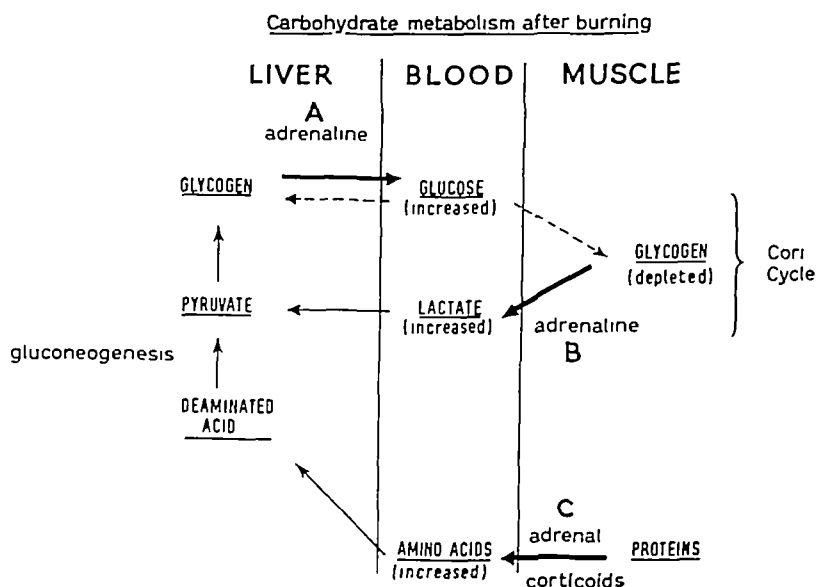 Carbohydrate metabolism after burning
LIVER BLOOD MUSCLE
A
adrenaline
GLYCOGEN GLUCOSE
(increased)
GLYCOGEN
(depleted)
Cori
Cycle
PYRUVATE LACTATE
(increased)
adrenaline
B
gluconeogenesis
DEAMINATED
ACID
C
adrenal
AMINO ACIDS PROTEINS
(increased) corticoids